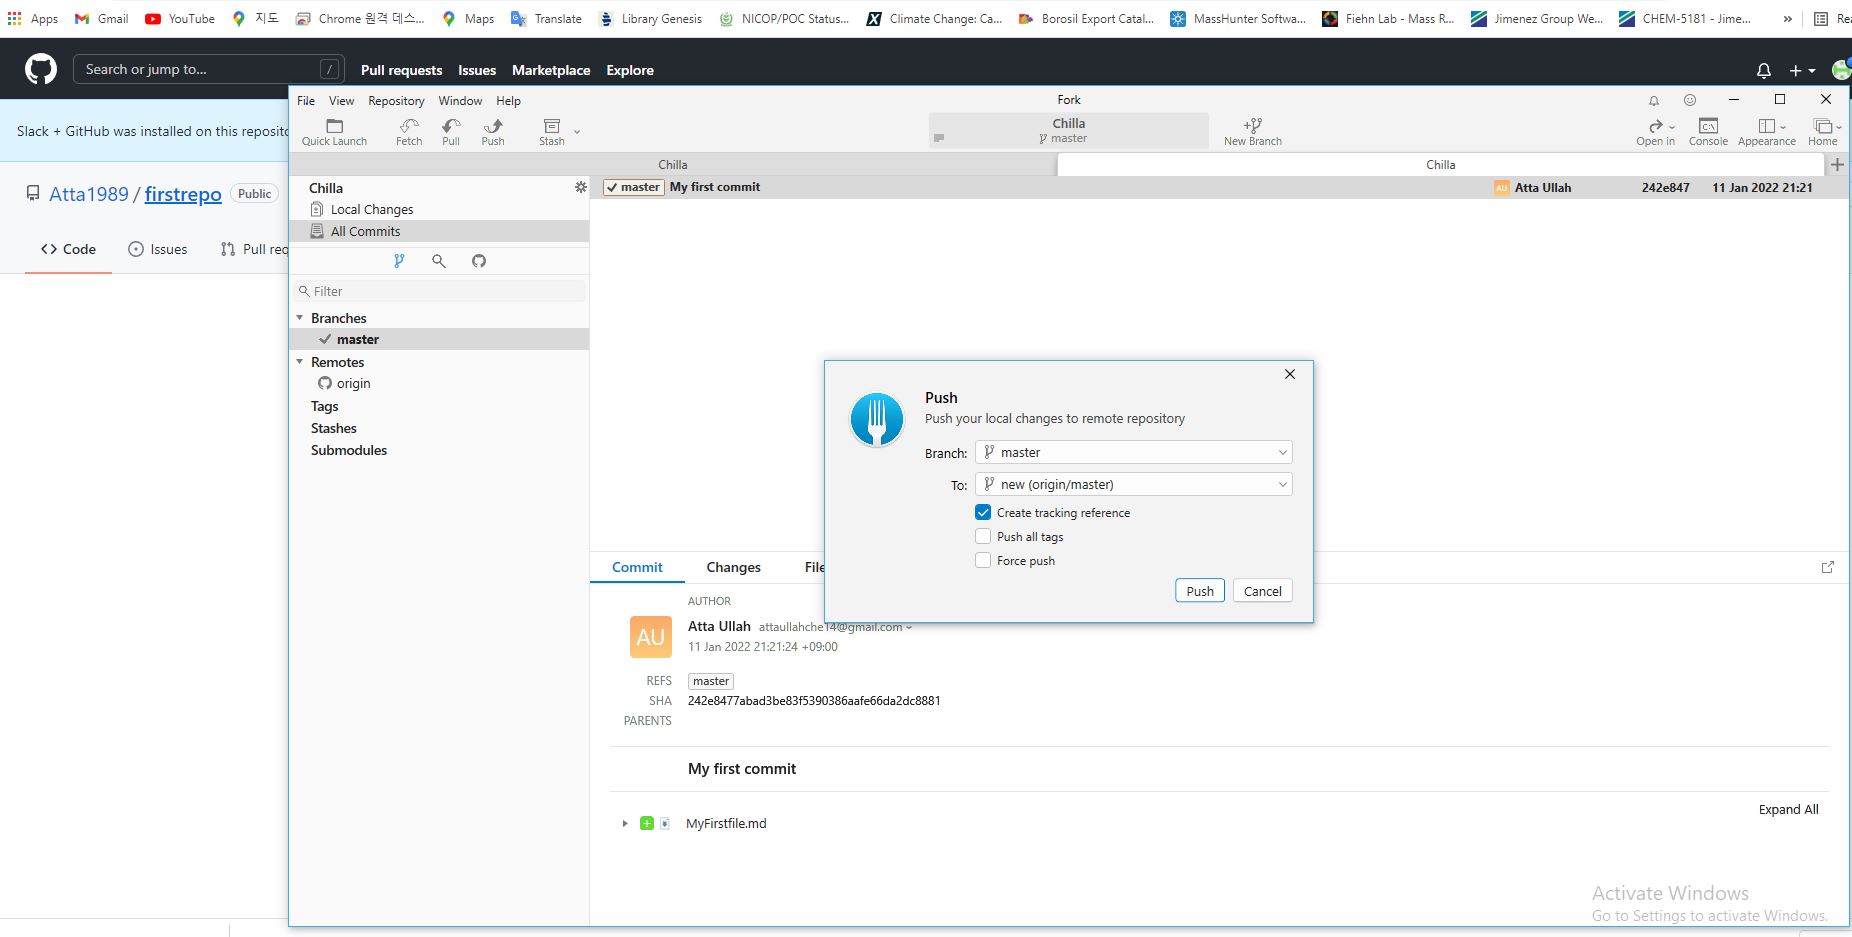 Apps Gmail YouTube 지도 Chrome 원격 데스... Maps Translate Library Genesis NICOP/POC Status... Climate Change: Ca... Borosil Export Catal... MassHunter Softwa... Fiehn Lab - Mass R... Jimenez Group We... CHEM-5181 - Jime... »
Search or jump to... / Pull requests Issues Marketplace Explore
Slack + GitHub was installed on this reposito
Atta1989 / firstrepo Public
<> Code Issues Pull req
File View Repository Window Help Fork
Quick Launch Fetch Pull Push Stash Chilla master New Branch Open in Console Appearance Home
Chilla Chilla
Chilla
Local Changes
All Commits
Filter
Branches
master
Remotes
origin
Tags
Stashes
Submodules
master My first commit AU Atta Ullah 242e847 11 Jan 2022 21:21
Push
Push your local changes to remote repository
Branch: master
To: new (origin/master)
Create tracking reference
Push all tags
Force push
Push Cancel
Commit Changes File
AUTHOR
AU Atta Ullah attaullahche14@gmail.com
11 Jan 2022 21:21:24 +09:00
REFS master
SHA 242e8477abad3be83f5390386aafe66da2dc8881
PARENTS
My first commit
Expand All
MyFirstfile.md
Activate Windows
Go to Settings to activate Windows.